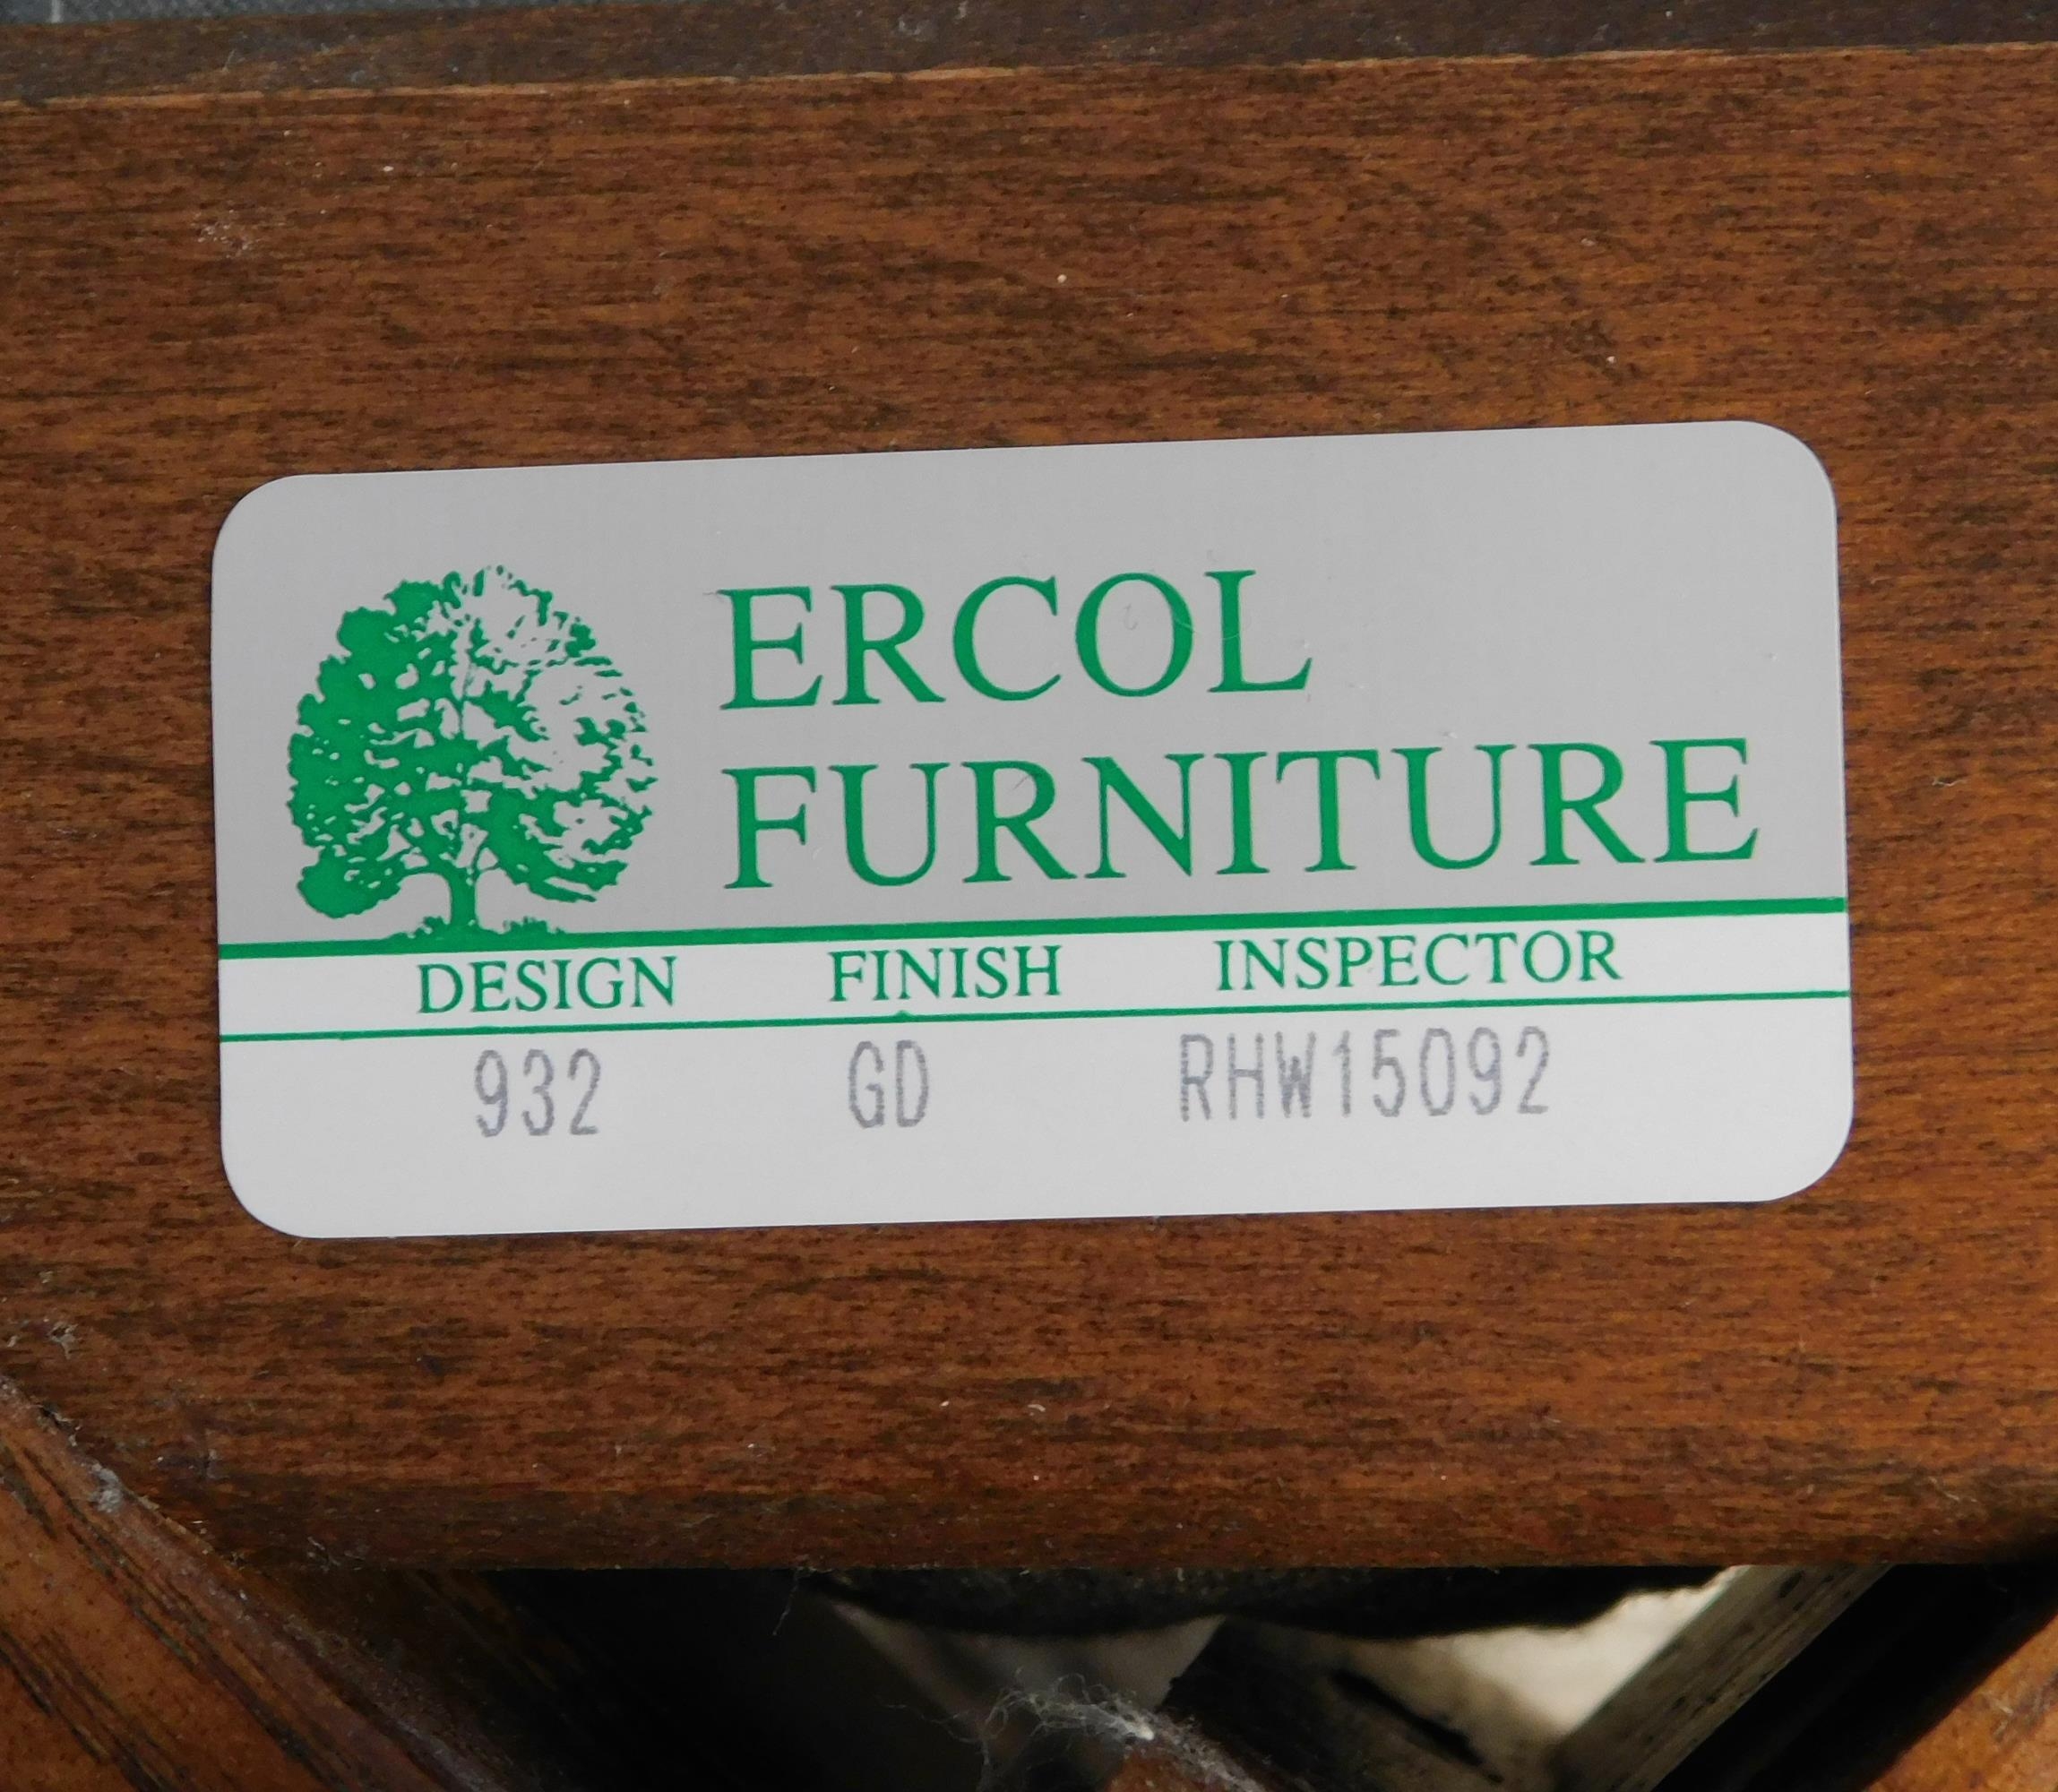 ERCOL
FURNITURE
DESIGN FINISH INSPECTOR
932 GD RHW15092